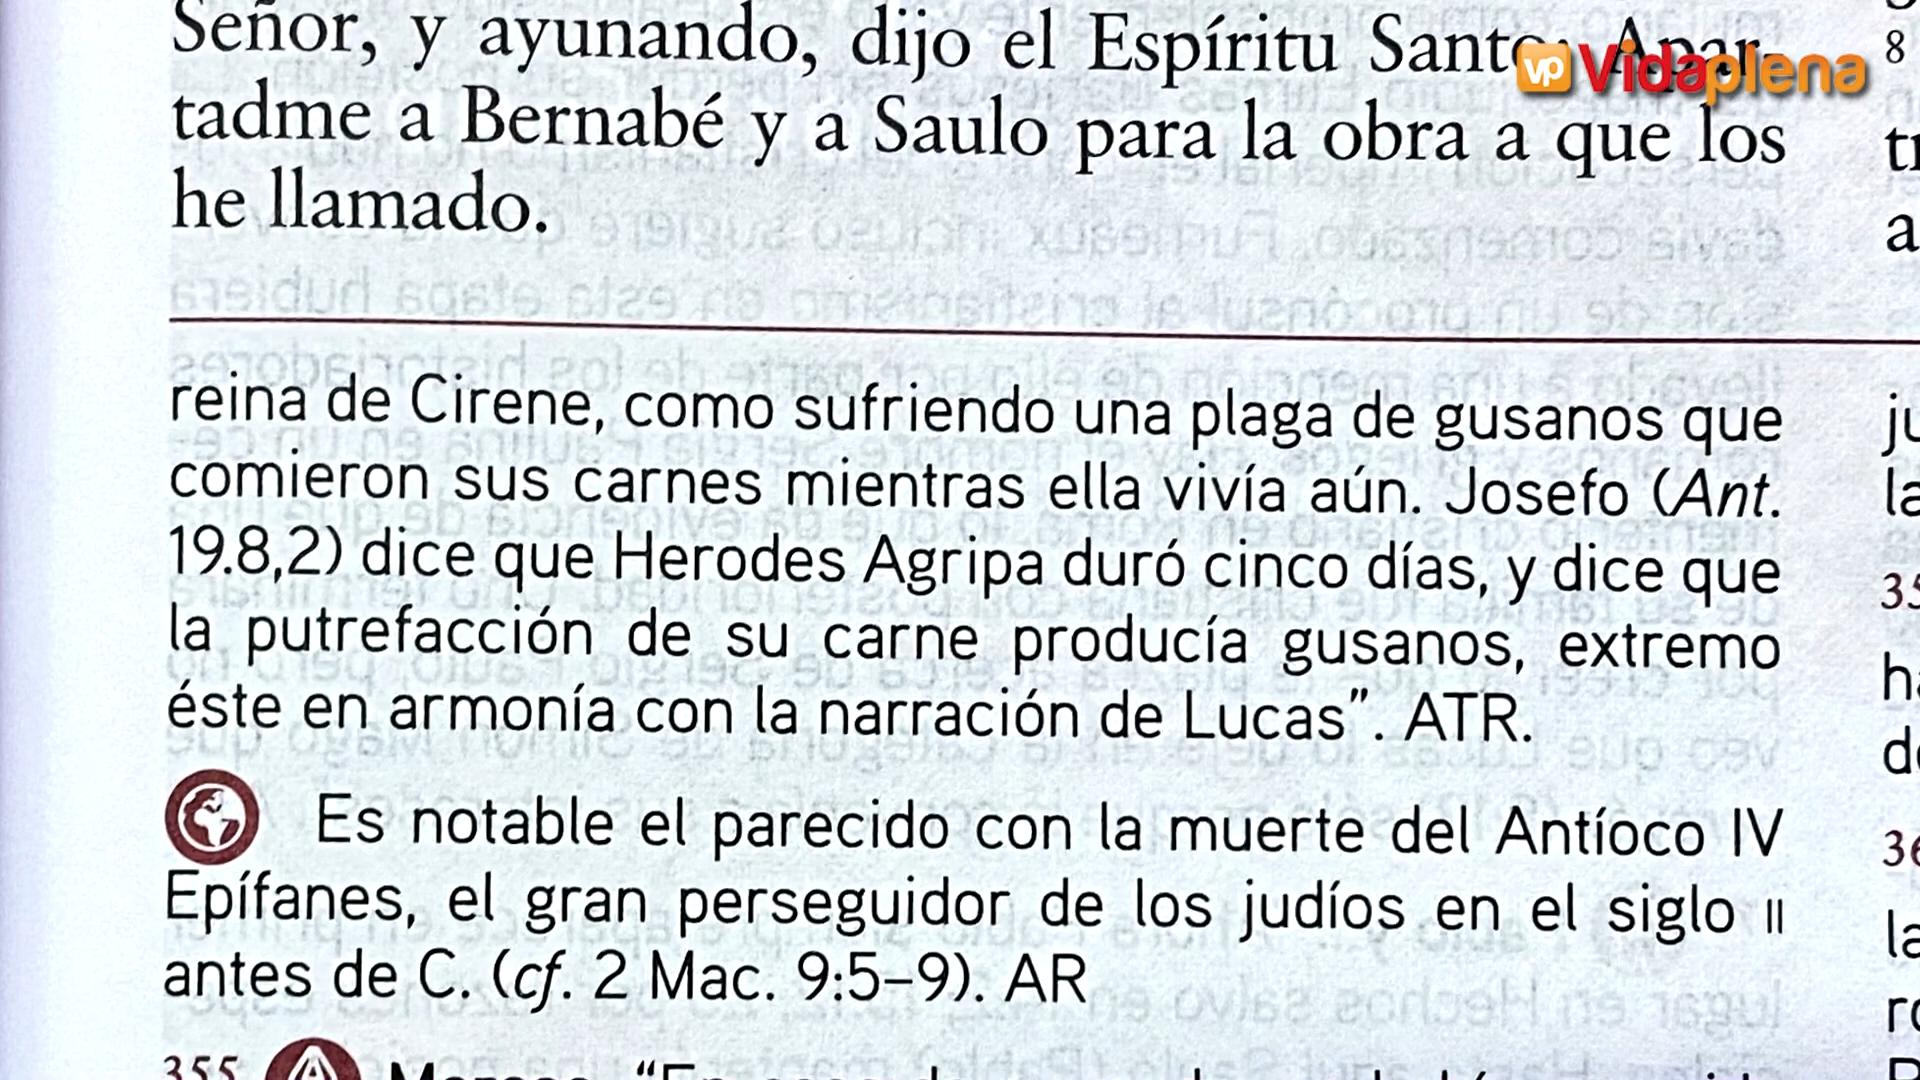 Señor, y ayunando, dijo el Espíritu Santo: Apar-
tadme a Bernabé y a Saulo para la obra a que los
he llamado.
reina de Cirene, como sufriendo una plaga de gusanos que
comieron sus carnes mientras ella vivía aún. Josefo (Ant.
19.8,2) dice que Herodes Agripa duró cinco días, y dice que
la putrefacción de su carne producía gusanos, extremo
éste en armonía con la narración de Lucas”. ATR.
Es notable el parecido con la muerte del Antíoco IV
Epífanes, el gran perseguidor de los judíos en el siglo II
antes de C. (cf. 2 Mac. 9:5–9). AR
355
vp Vidaplena
8